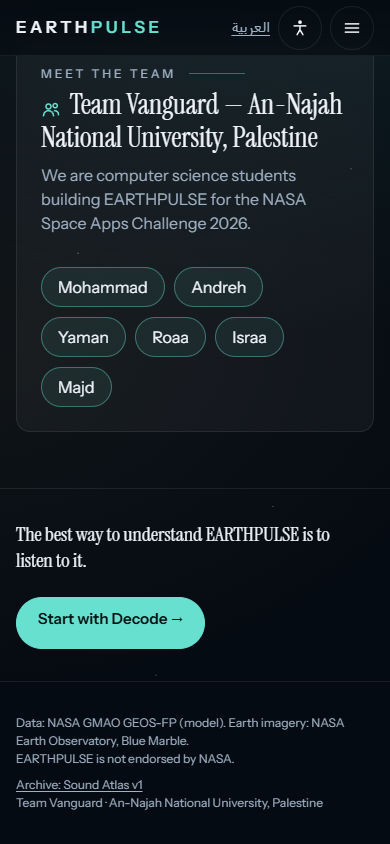 EARTHPULSE
العربية
MEET THE TEAM
Team Vanguard — An-Najah
National University, Palestine
We are computer science students
building EARTHPULSE for the NASA
Space Apps Challenge 2026.
Mohammad
Andreh
Yaman
Roaa
Israa
Majd
The best way to understand EARTHPULSE is to
listen to it.
Start with Decode →
Data: NASA GMAO GEOS-FP (model). Earth imagery: NASA
Earth Observatory, Blue Marble.
EARTHPULSE is not endorsed by NASA.
Archive: Sound Atlas v1
Team Vanguard · An-Najah National University, Palestine